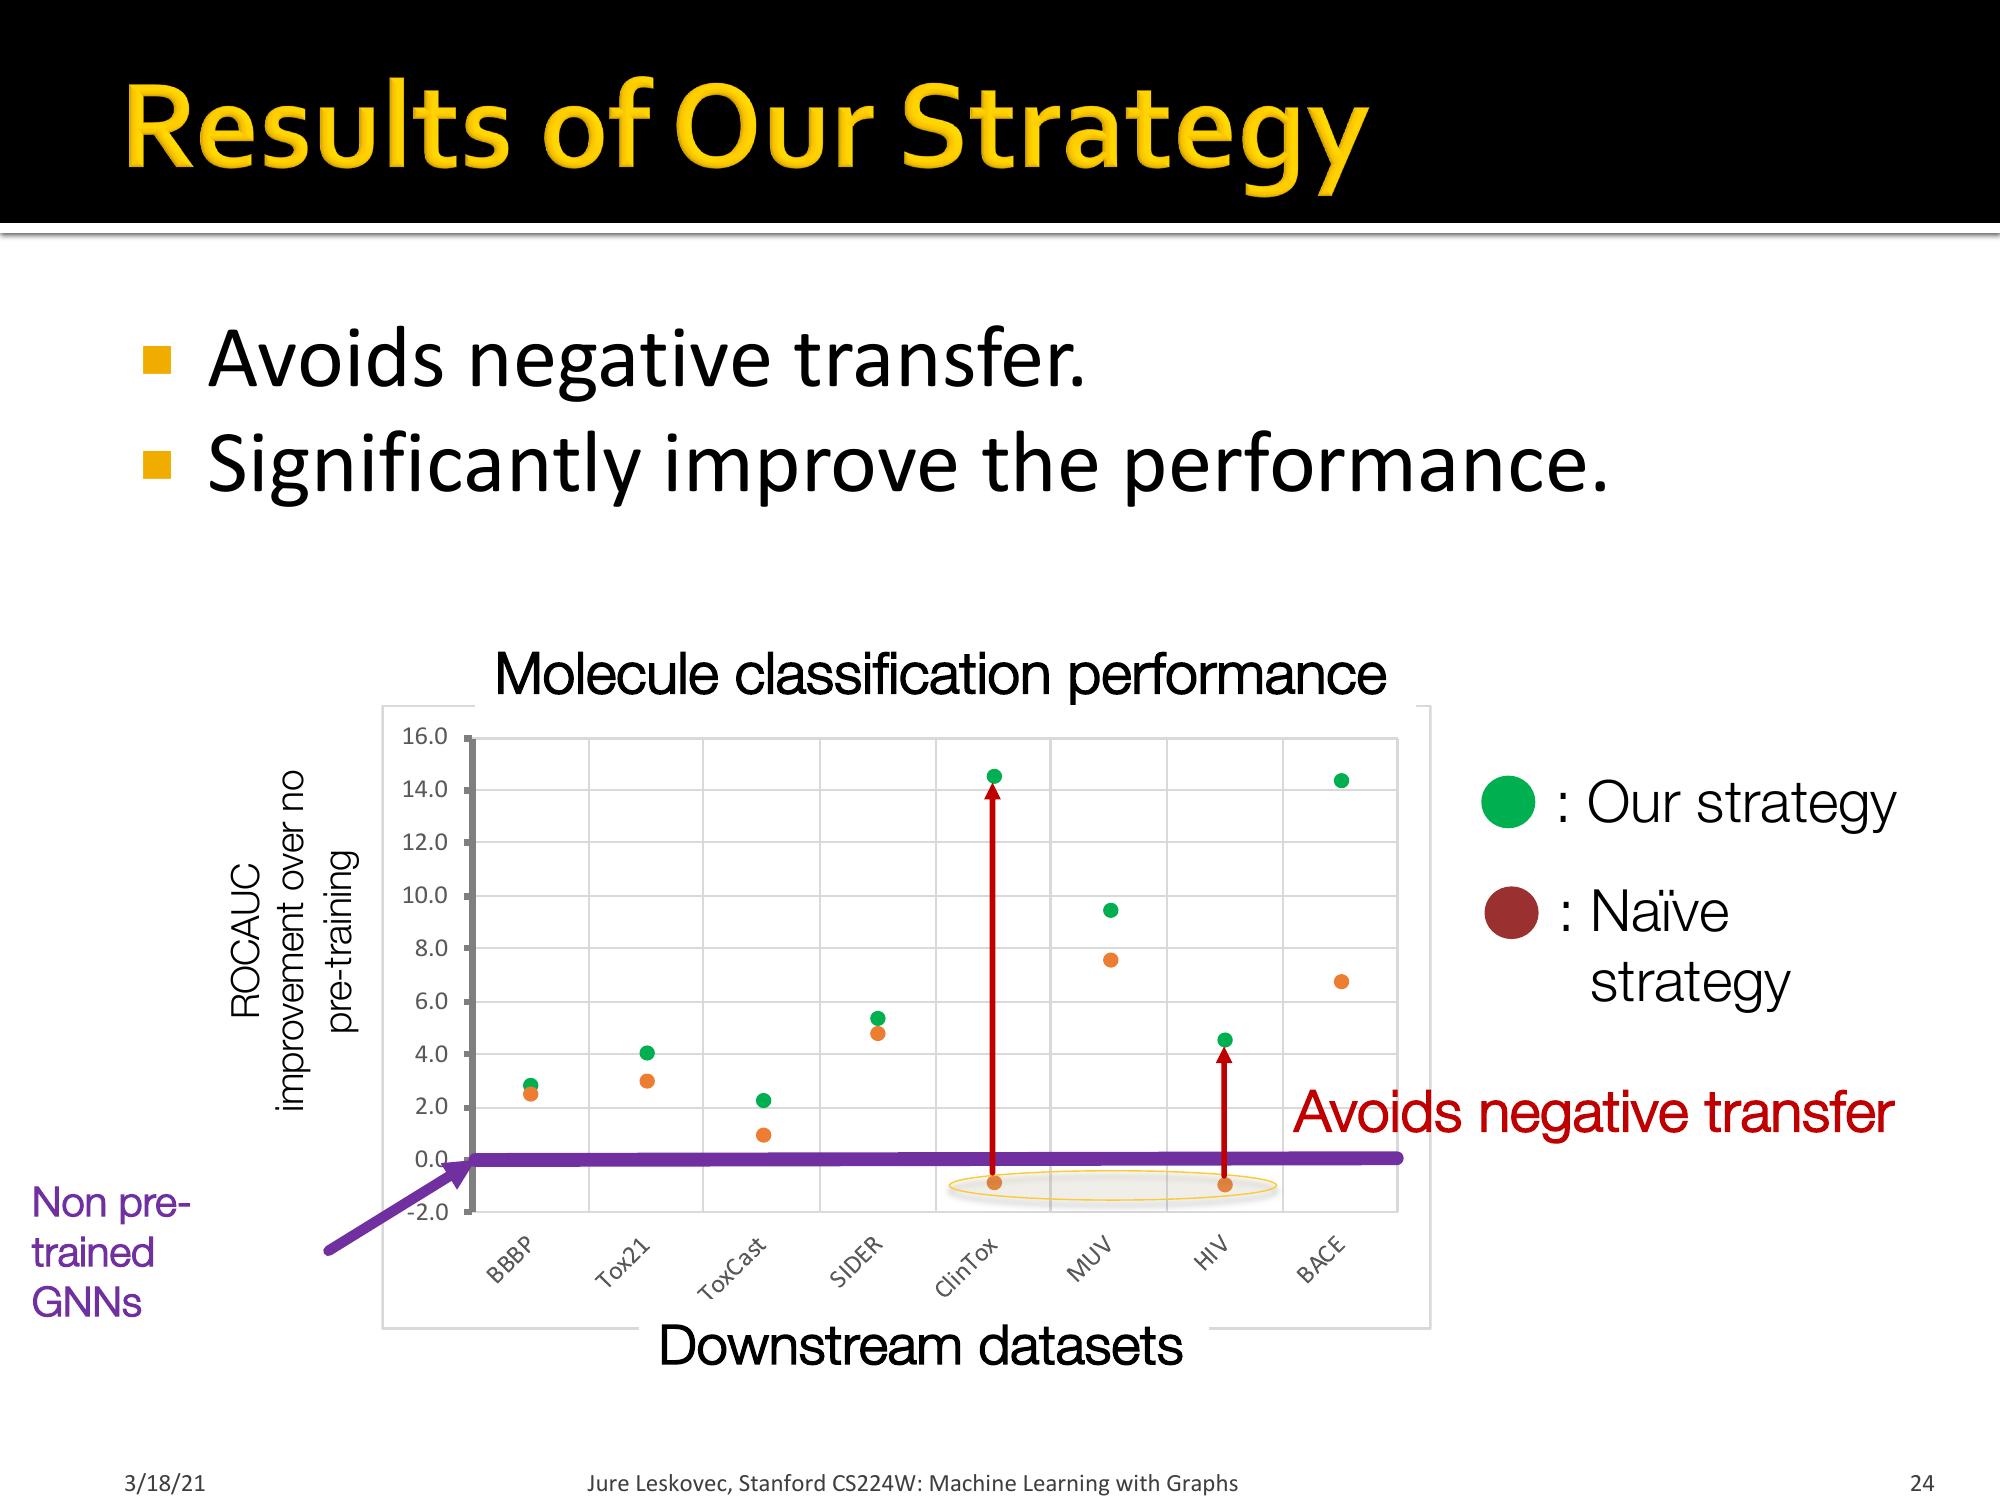 Results of Our Strategy
Avoids negative transfer.
Significantly improve the performance.
Molecule classification performance
ROCAUC
improvement over no
pre-training
16.0
14.0
12.0
10.0
8.0
6.0
4.0
2.0
0.0
-2.0
BBBP
Tox21
ToxCast
SIDER
ClinTox
MUV
HIV
BACE
Downstream datasets
: Our strategy
: Naïve
strategy
Avoids negative transfer
Non pre-
trained
GNNs
3/18/21
Jure Leskovec, Stanford CS224W: Machine Learning with Graphs
24